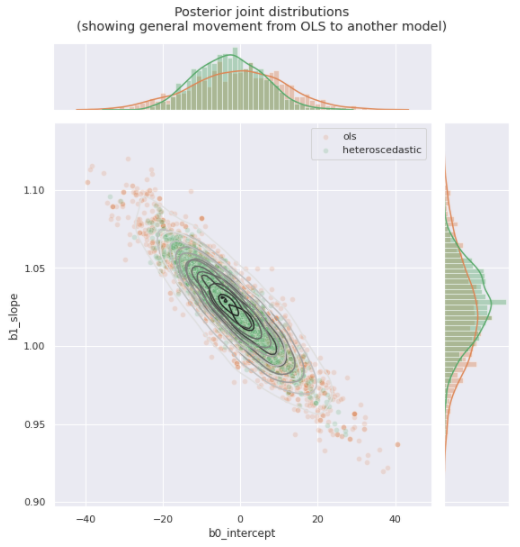 Posterior joint distributions
(showing general movement from OLS to another model)
ols
heteroscedastic
b1_slope
1.10
1.05
1.00
0.95
0.90
−40
−20
0
20
40
b0_intercept